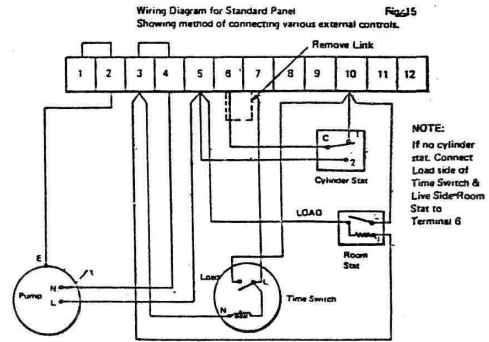 Wiring Diagram for Standard Panel
Fig:15
Showing method of connecting various external controls.
Remove Link
1 2 3 4 5 6 7 8 9 10 11 12
NOTE:
If no cylinder
stat. Connect
Load side of
Time Switch &
Live Side Room
Stat to
Terminal 6
C
1
2
Cylinder Stat
LOAD
Room
Stat
E
N
L
Pump
Load
L
N
Time Switch